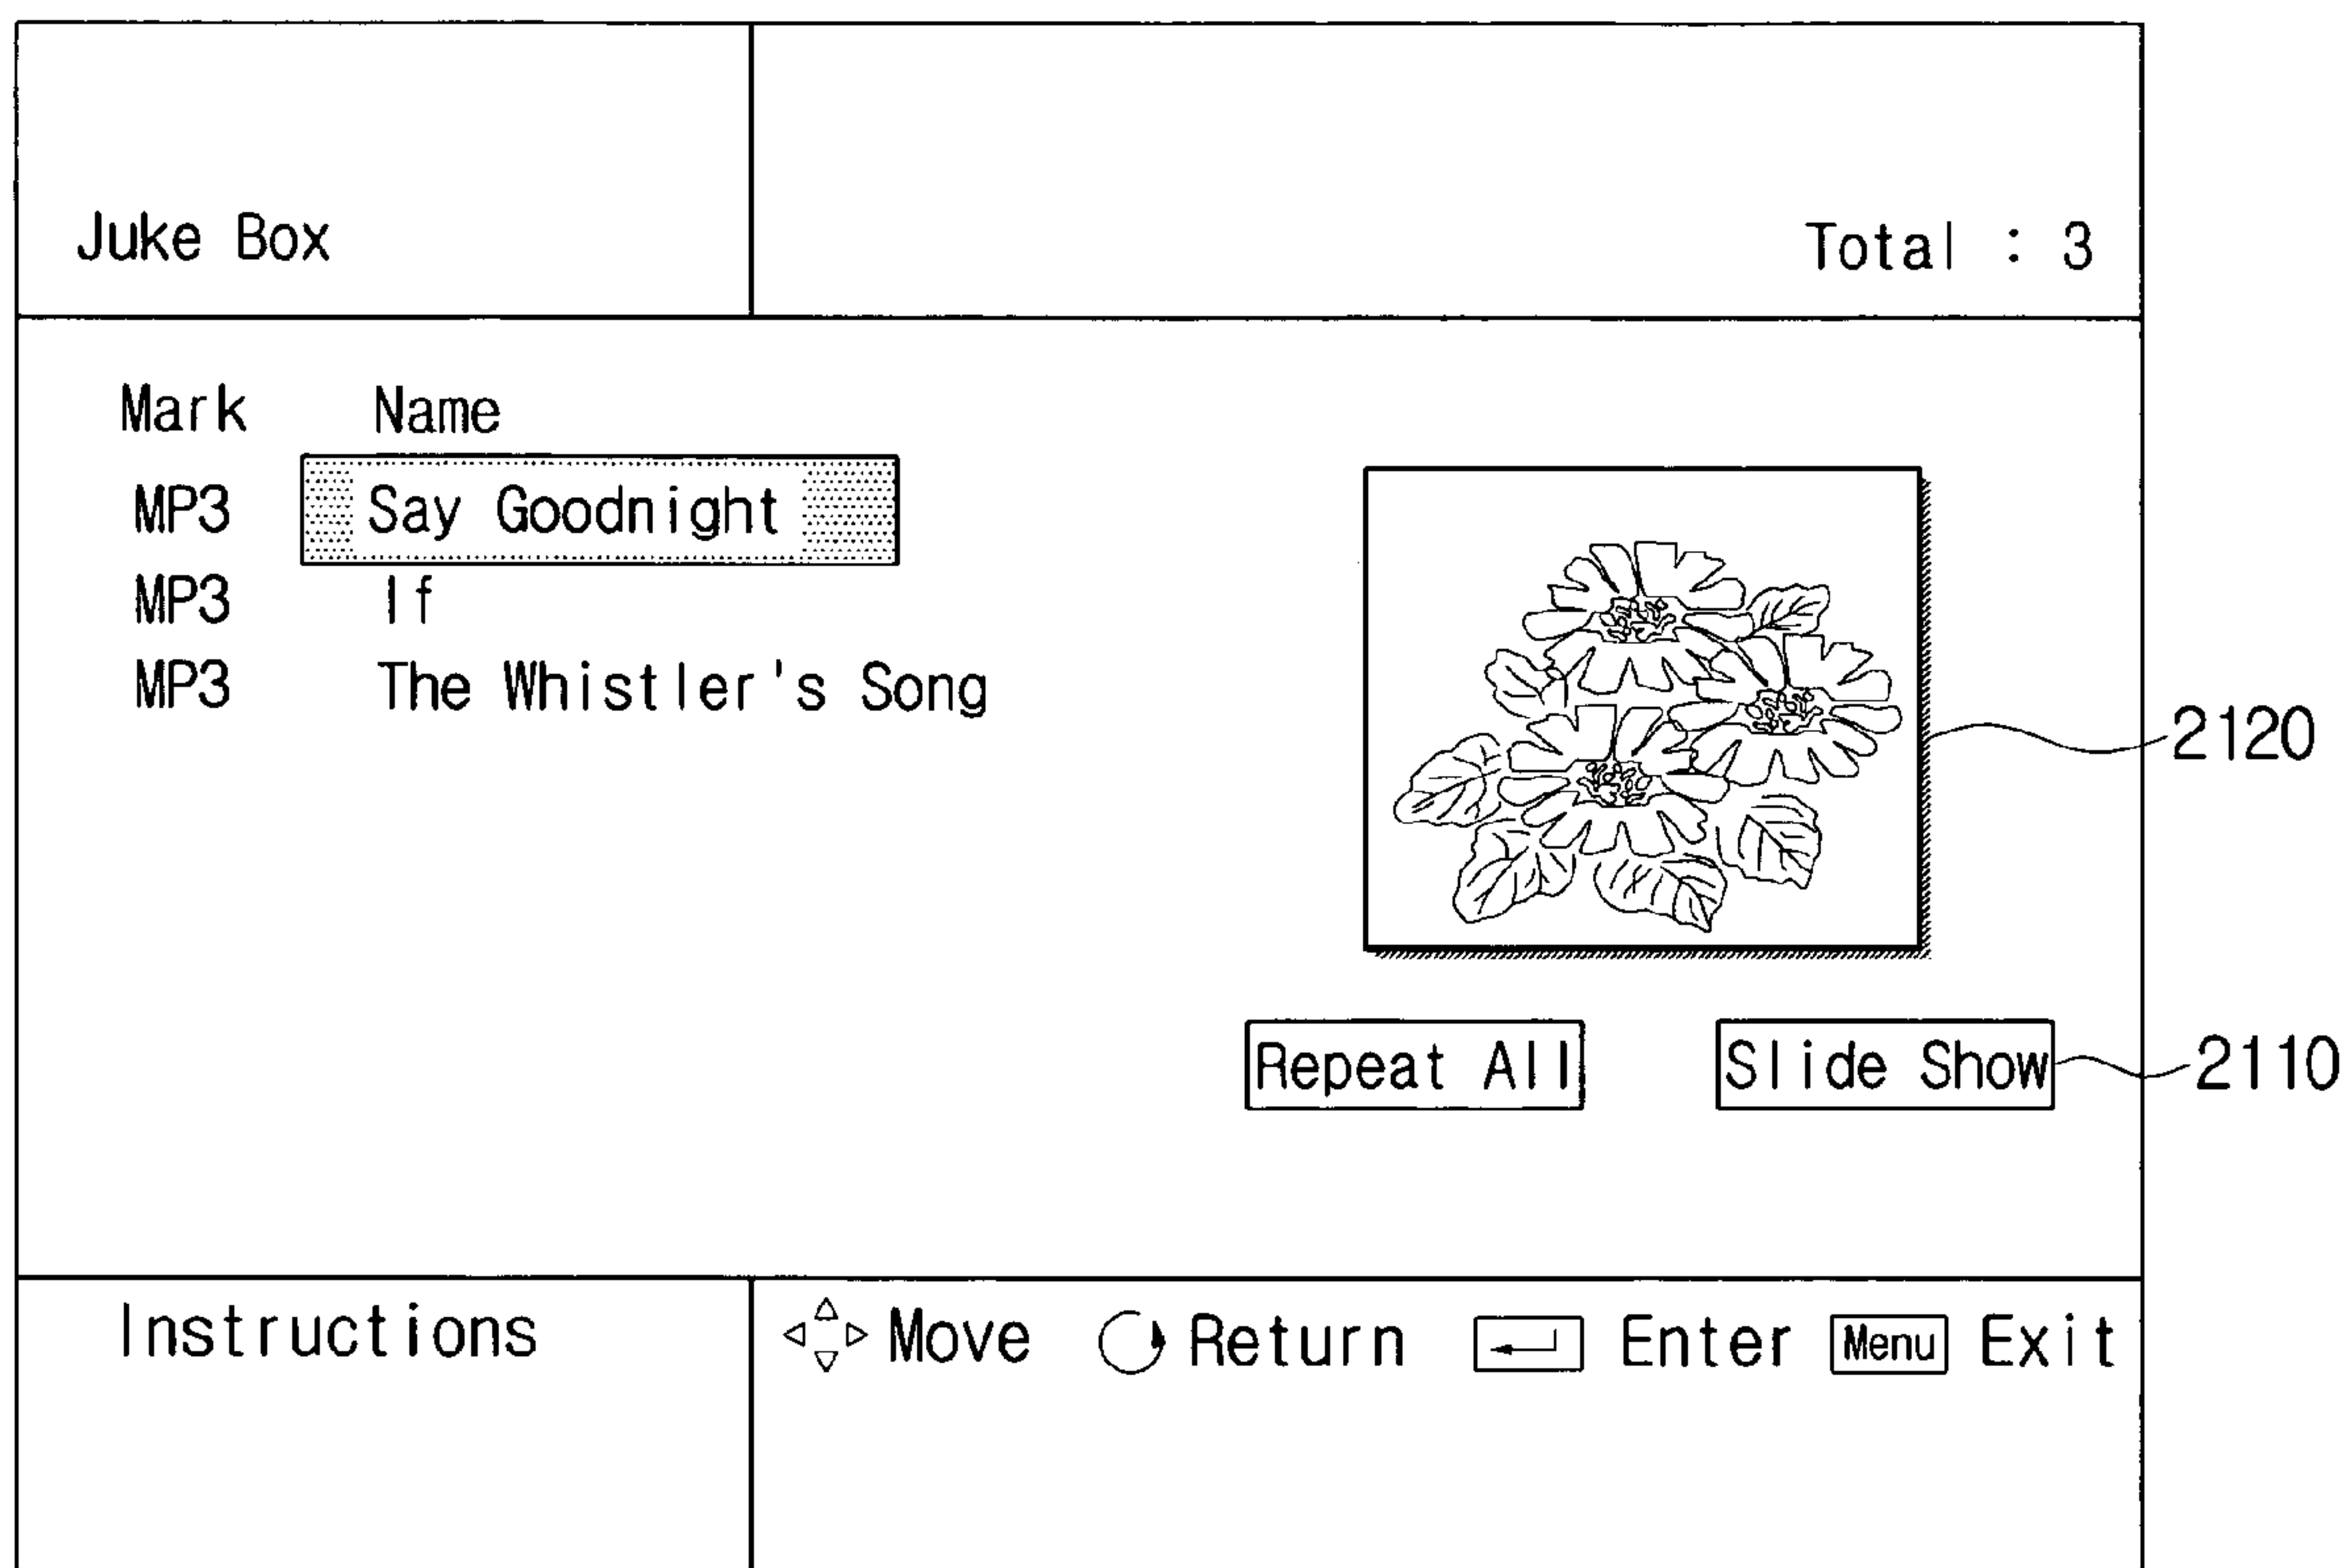 Juke Box
Total : 3
Mark Name
MP3 Say Goodnight
MP3 If
MP3 The Whistler's Song
2120
Repeat All Slide Show 2110
Instructions Move Return Enter Menu Exit